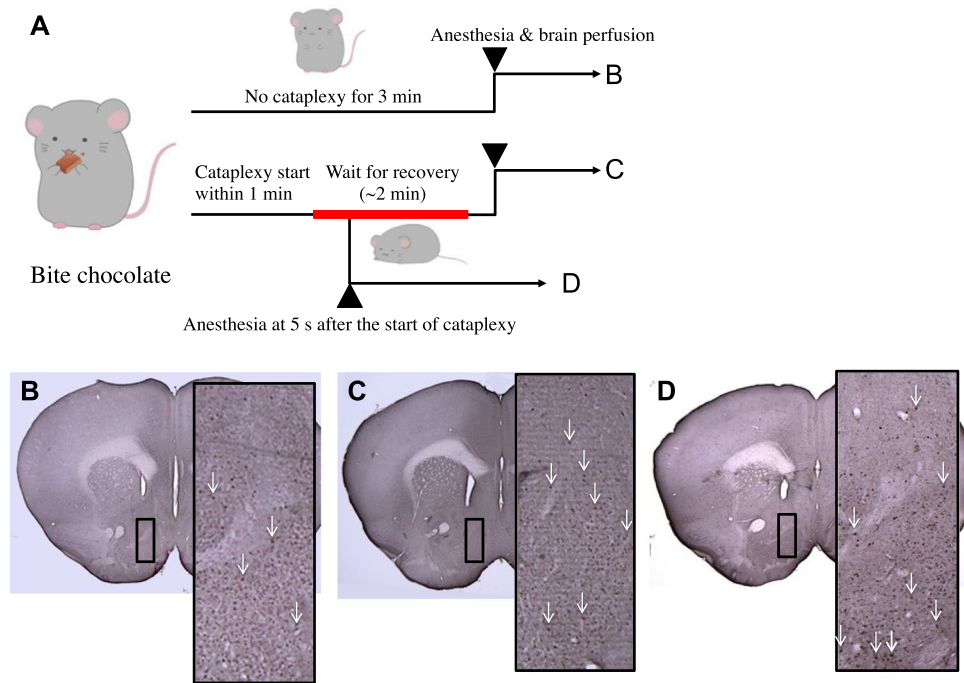 A
Anesthesia & brain perfusion
B
No cataplexy for 3 min
Cataplexy start
within 1 min
Wait for recovery
(~2 min)
C
Bite chocolate
D
Anesthesia at 5 s after the start of cataplexy
B
C
D